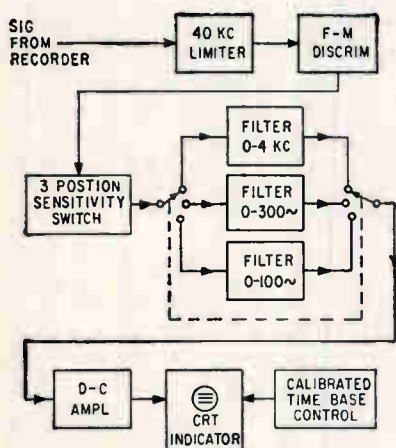 SIG
FROM
RECORDER
40 KC
LIMITER
F-M
DISCRIM
3 POSTION
SENSITIVITY
SWITCH
FILTER
0-4 KC
FILTER
0-300~
FILTER
0-100~
D-C
AMPL
CRT
INDICATOR
CALIBRATED
TIME BASE
CONTROL